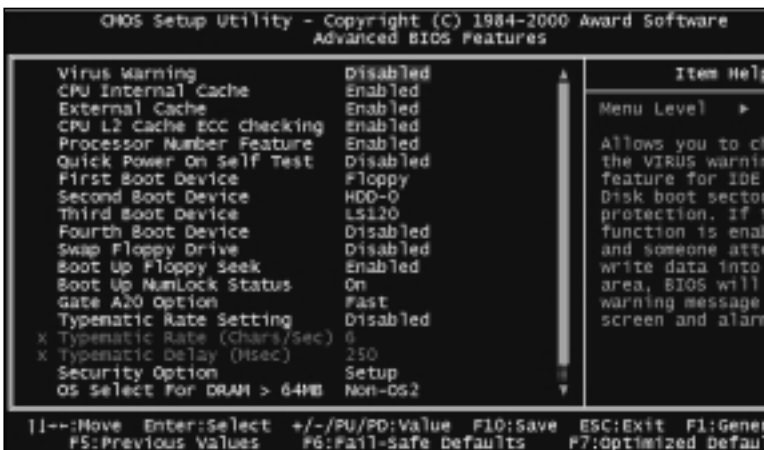 CMOS Setup Utility - Copyright (C) 1984-2000 Award Software
Advanced BIOS Features
Virus Warning Disabled
CPU Internal Cache Enabled
External Cache Enabled
CPU L2 Cache ECC Checking Enabled
Processor Number Feature Enabled
Quick Power On Self Test Disabled
First Boot Device Floppy
Second Boot Device HDD-0
Third Boot Device LS120
Fourth Boot Device Disabled
Swap Floppy Drive Disabled
Boot Up Floppy Seek Enabled
Boot Up NumLock Status On
Gate A20 Option Fast
Typematic Rate Setting Disabled
x Typematic Rate (Chars/Sec) 6
x Typematic Delay (Msec) 250
Security Option Setup
OS Select For DRAM > 64MB Non-OS2
Item Help
Menu Level ►
Allows you to ch
the VIRUS warnin
feature for IDE
Disk boot sector
protection. If t
function is enab
and someone atte
write data into
area, BIOS will
warning message
screen and alarm
↑↓→←:Move Enter:Select +/-/PU/PD:Value F10:Save ESC:Exit F1:Gener
F5:Previous Values F6:Fail-Safe Defaults F7:Optimized Defaul